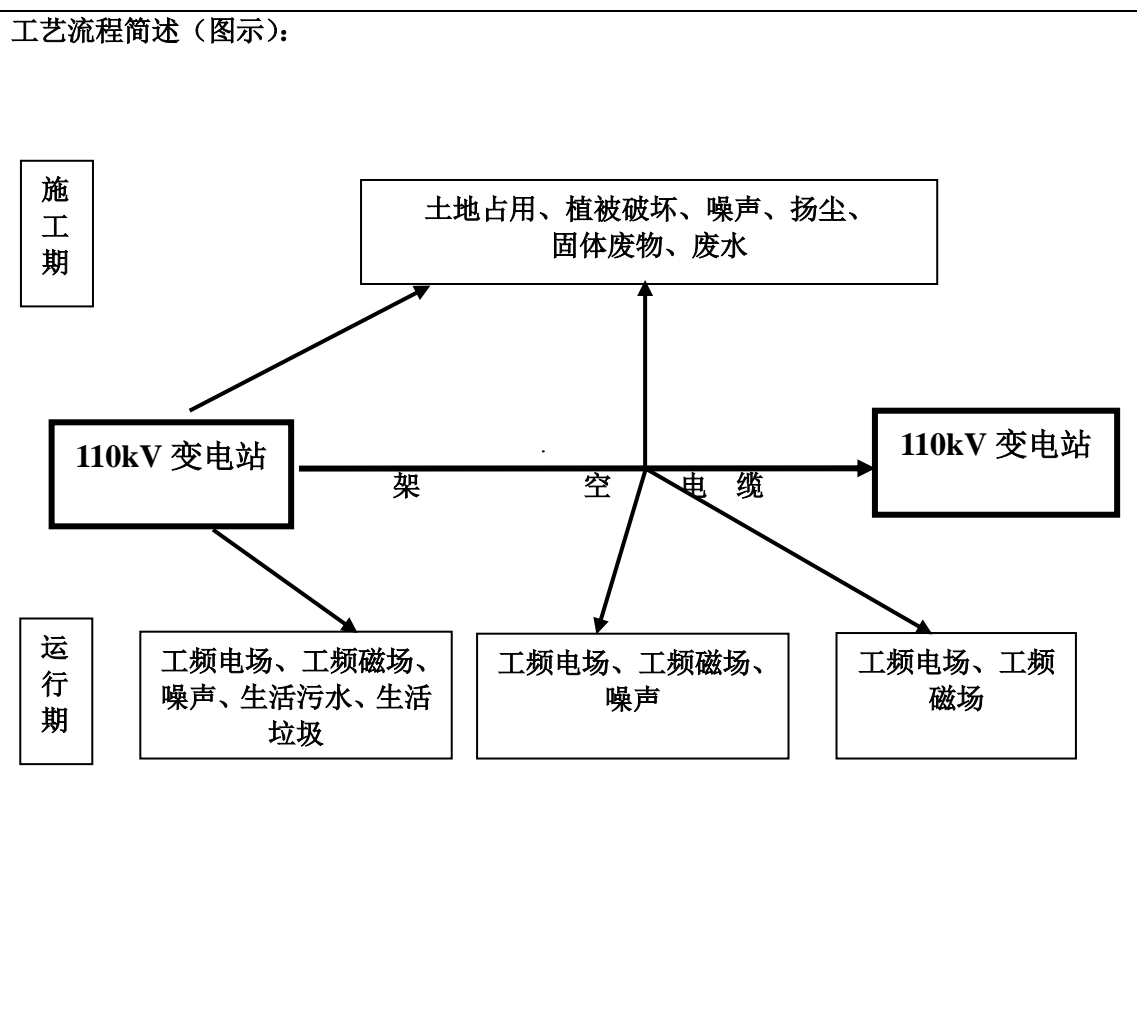 工艺流程简述（图示）：
施
工
期
土地占用、植被破坏、噪声、扬尘、
固体废物、废水
110kV 变电站
架 空 电 缆
110kV 变电站
运
行
期
工频电场、工频磁场、
噪声、生活污水、生活
垃圾
工频电场、工频磁场、
噪声
工频电场、工频
磁场